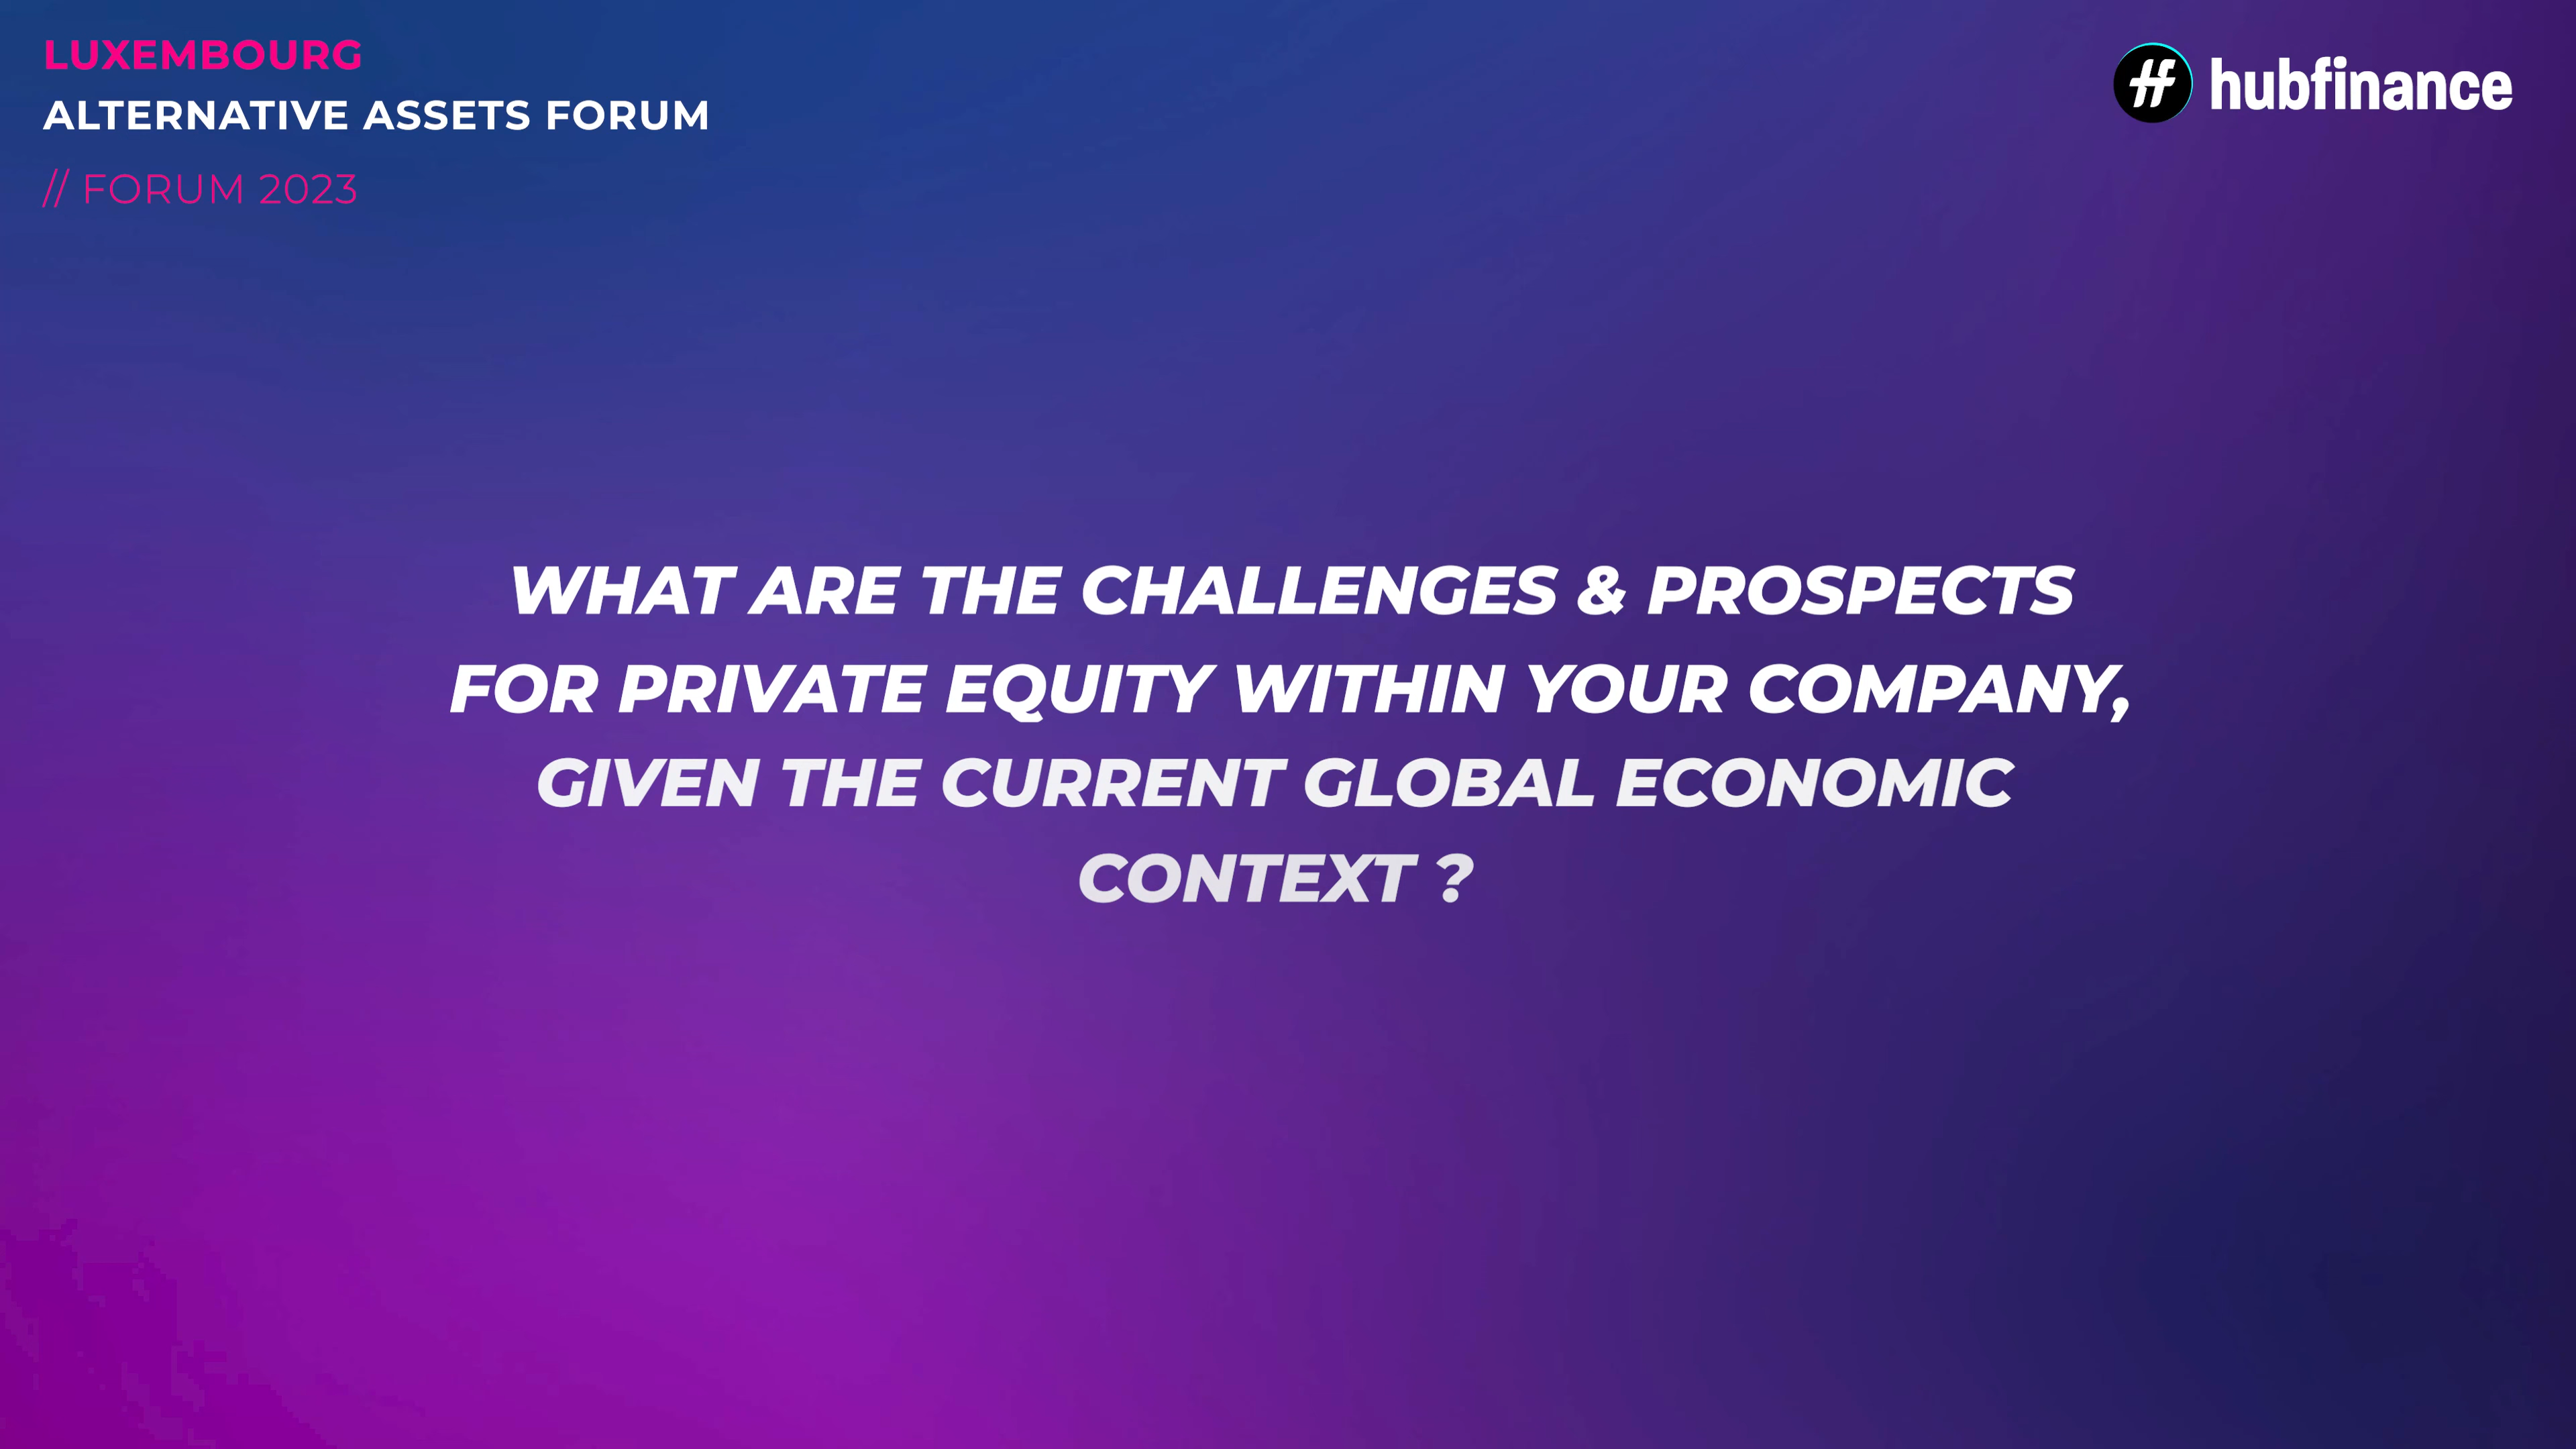 LUXEMBOURG
ALTERNATIVE ASSETS FORUM
// FORUM 2023
# hubfinance
WHAT ARE THE CHALLENGES & PROSPECTS
FOR PRIVATE EQUITY WITHIN YOUR COMPANY,
GIVEN THE CURRENT GLOBAL ECONOMIC
CONTEXT ?